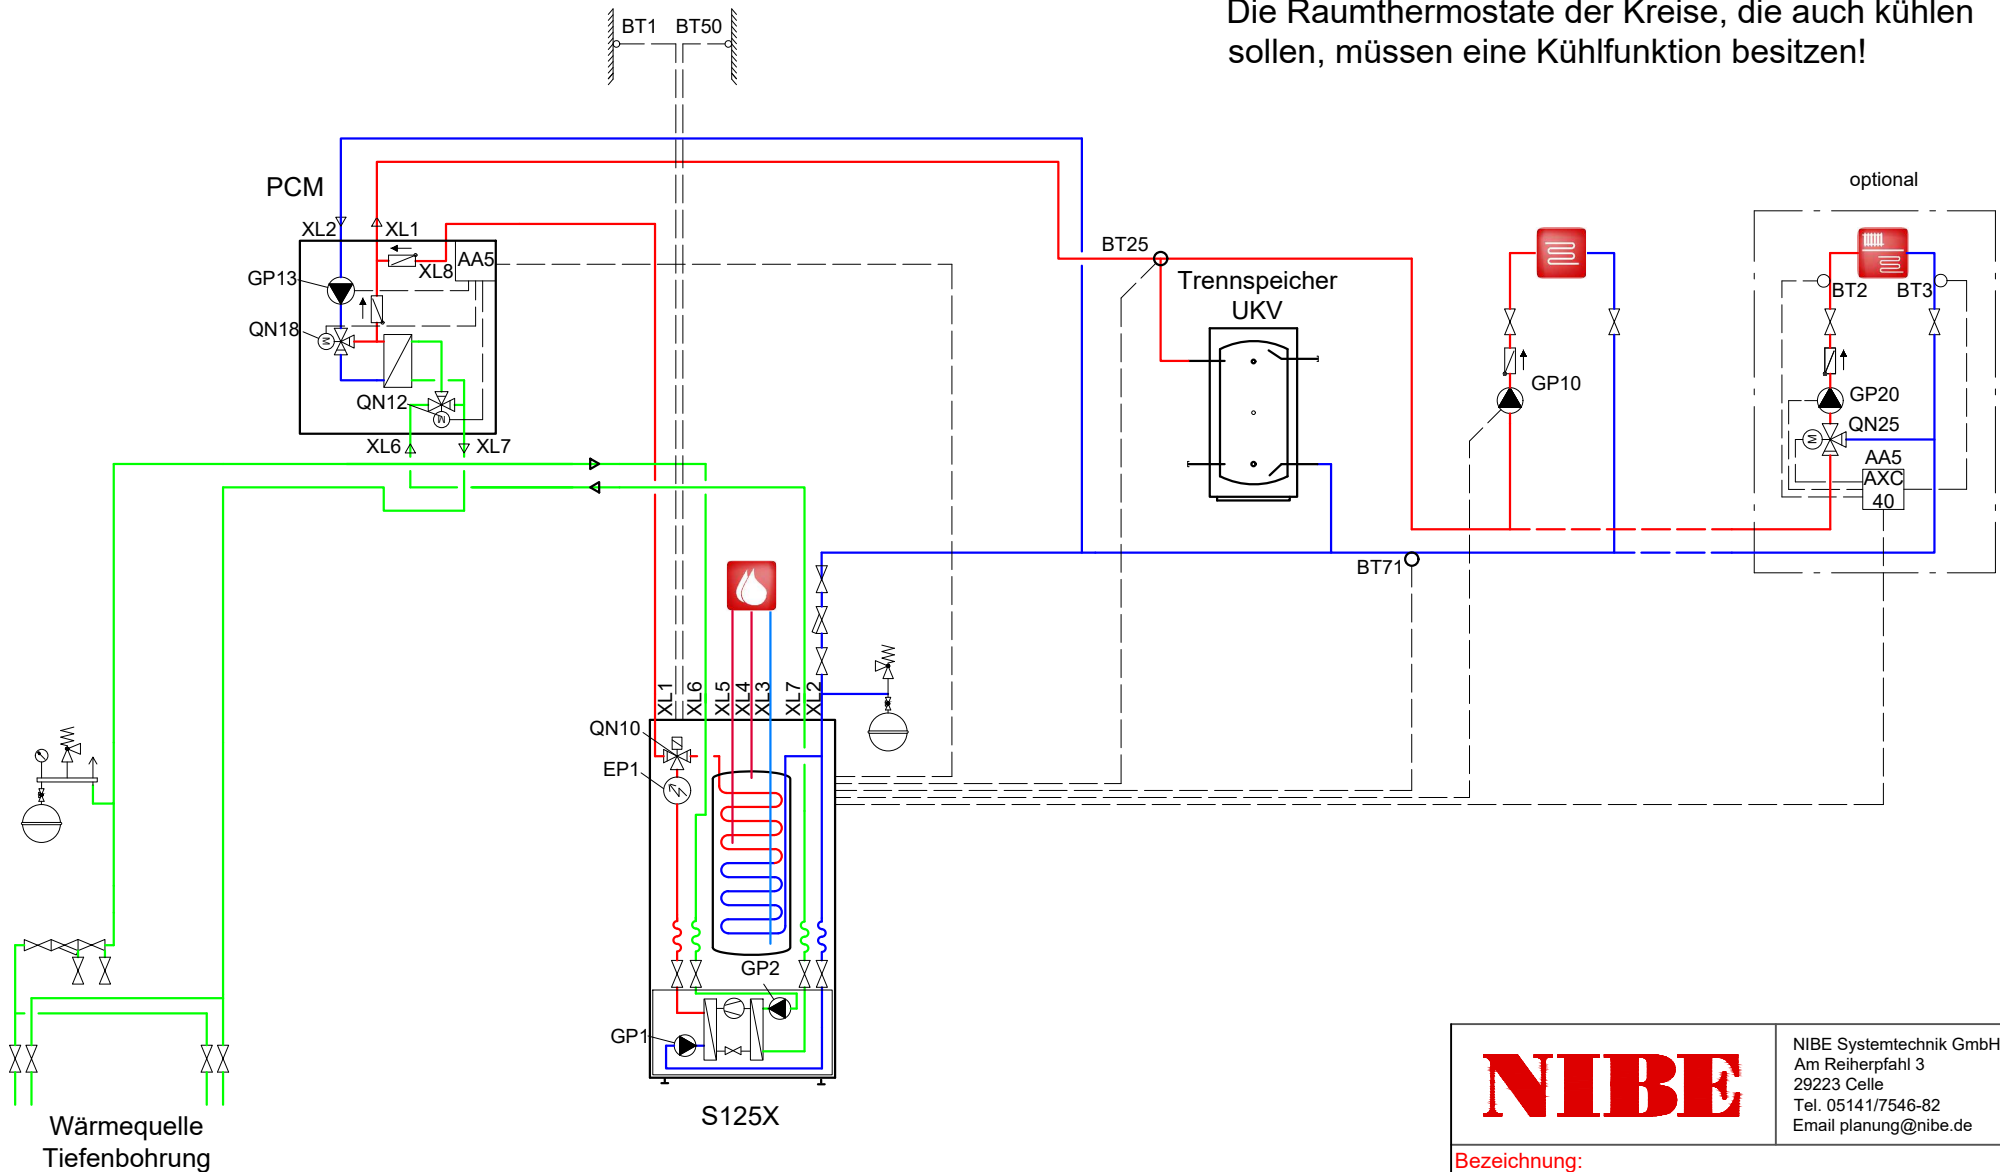 Die Raumthermostate der Kreise, die auch kühlen
sollen, müssen eine Kühlfunktion besitzen!
BT1 BT50
optional
PCM
XL2 XL1
XL8 AA5
GP13
QN18
QN12
XL6 XL7
BT25
Trennspeicher
UKV
BT2 BT3
GP10
GP20
QN25
M
M
M
AA5
AXC
40
BT71
XL1
XL6
XL5
XL4
XL3
XL7
XL2
QN10
EP1
GP2
GP1
S125X
Wärmequelle
Tiefenbohrung
NIBE
NIBE Systemtechnik GmbH
Am Reiherpfahl 3
29223 Celle
Tel. 05141/7546-82
Email planung@nibe.de
Bezeichnung: